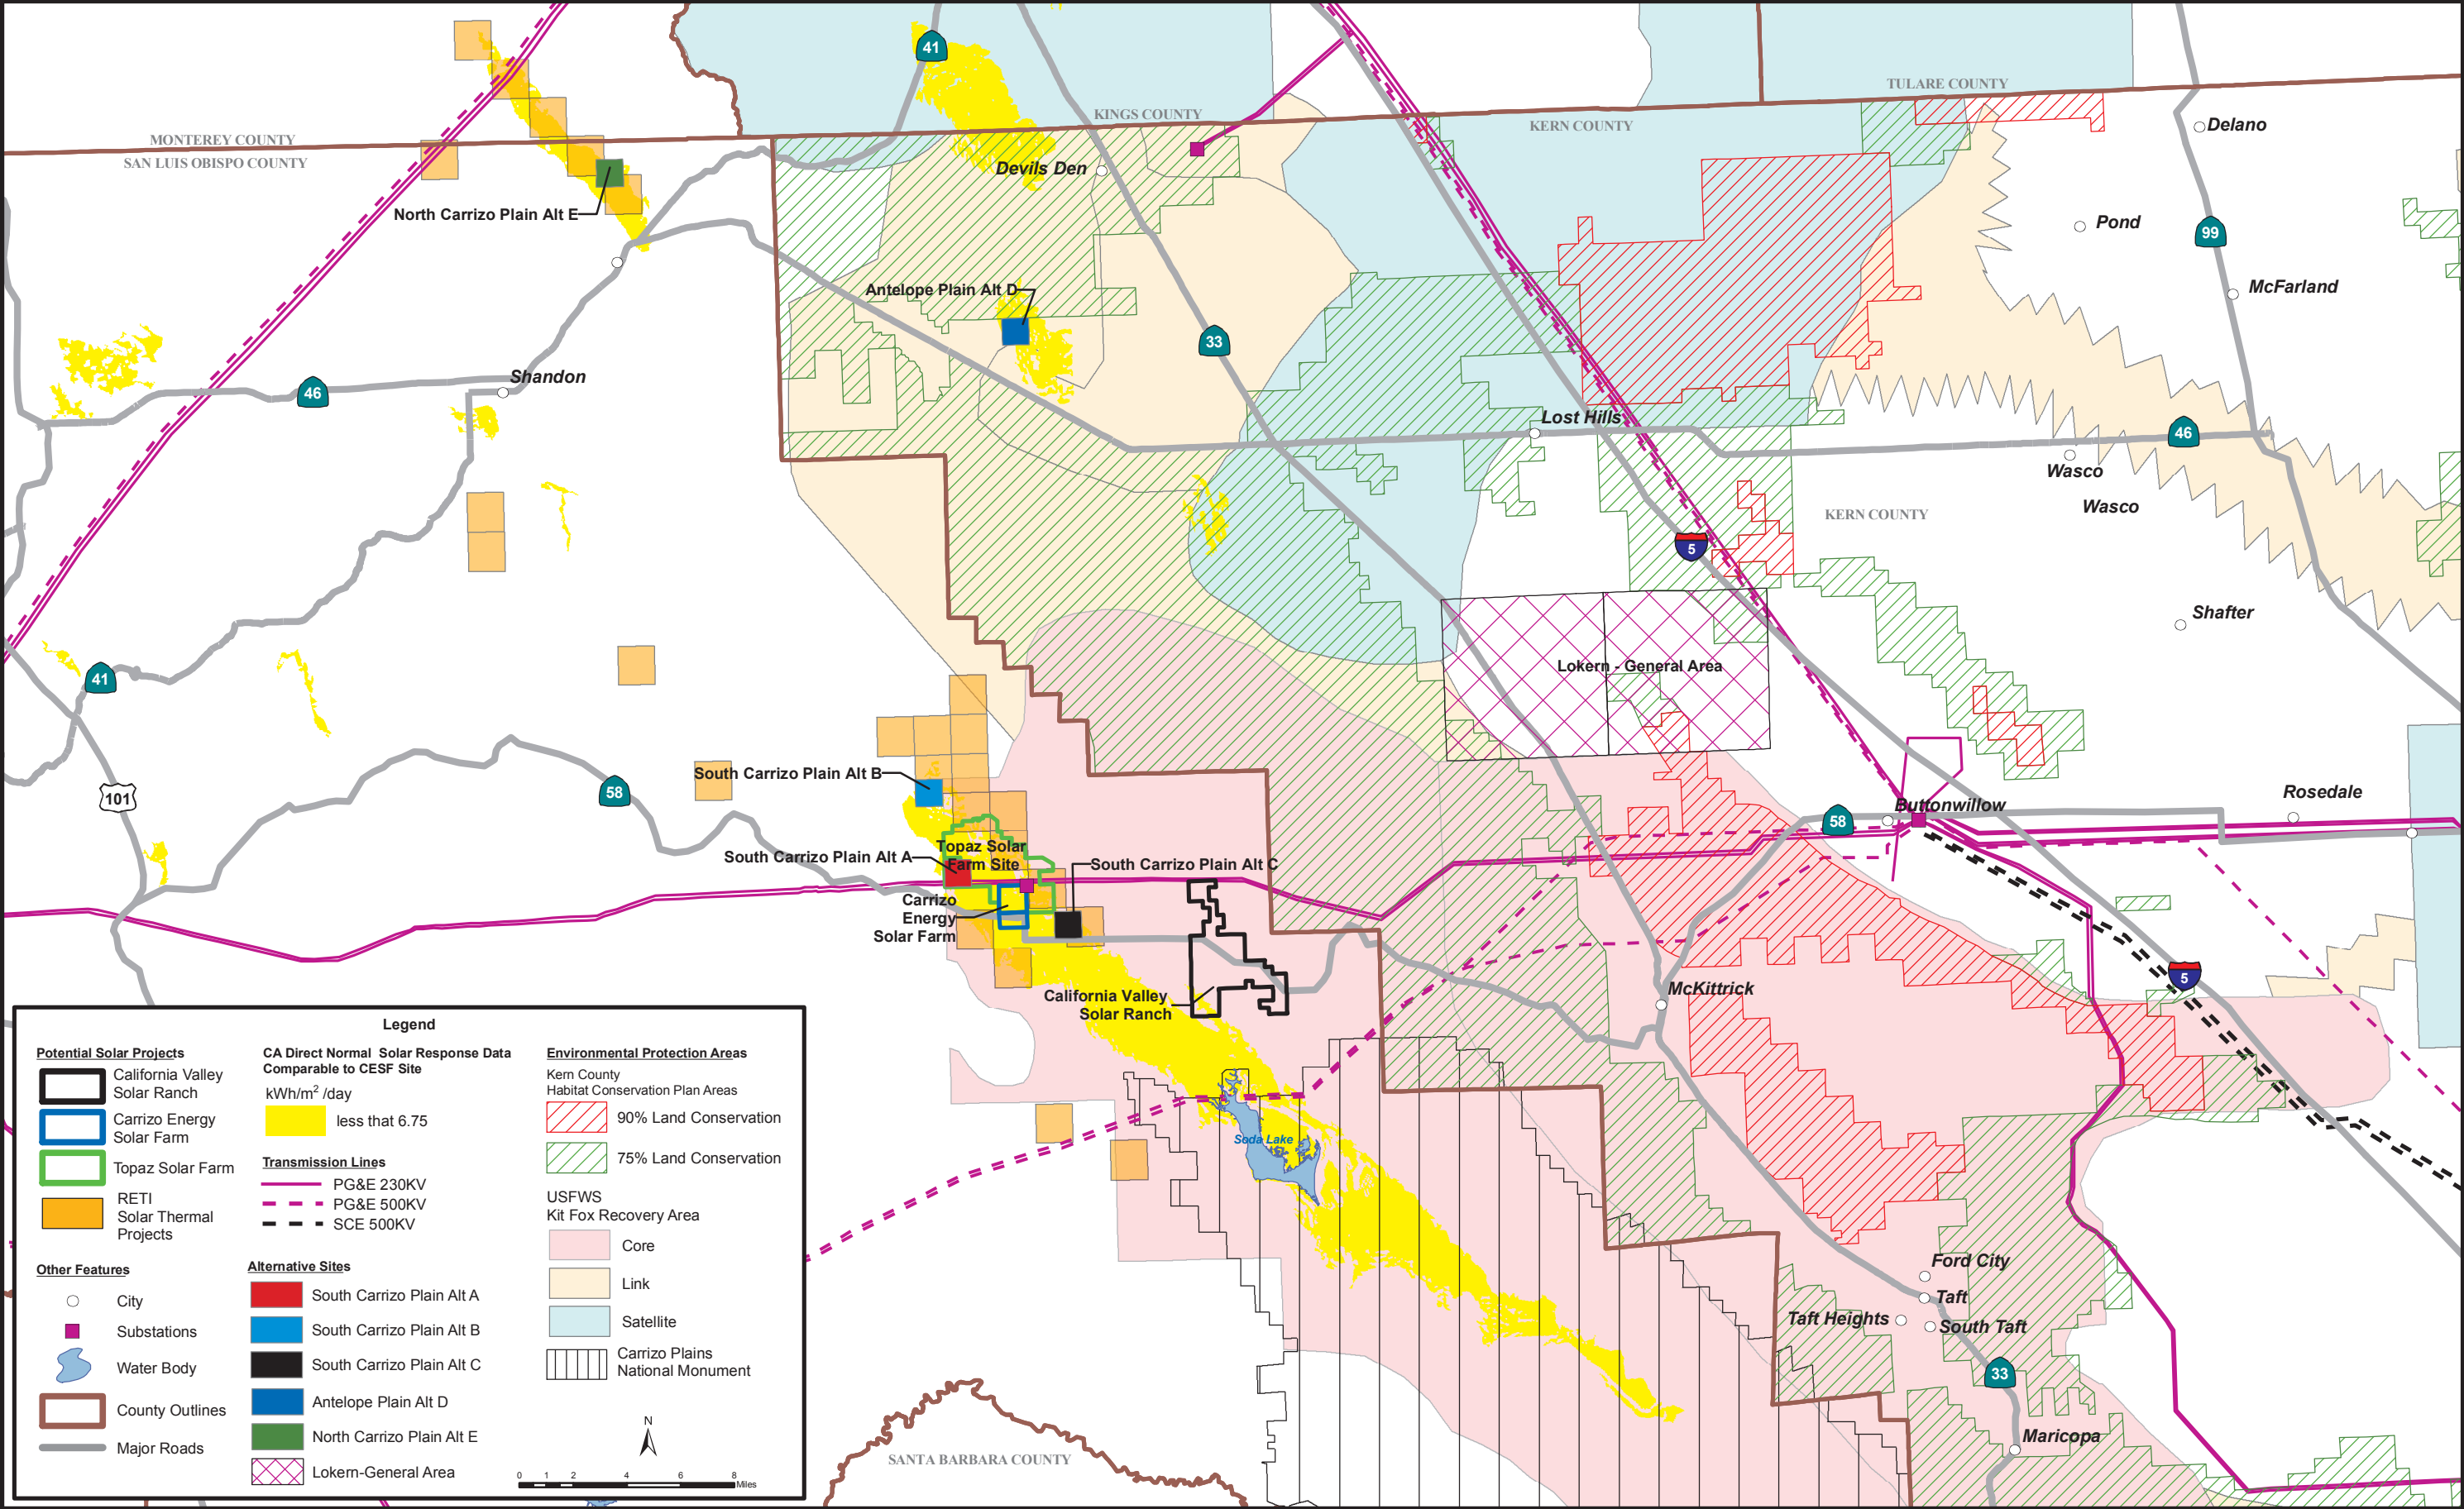 41
KINGS COUNTY
TULARE COUNTY
KERN COUNTY
MONTEREY COUNTY
SAN LUIS OBISPO COUNTY
Delano
Devils Den
North Carrizo Plain Alt E
Pond
99
McFarland
Antelope Plain Alt D
33
Shandon
46
Lost Hills
46
Wasco
Wasco
KERN COUNTY
5
Shafter
Lokern - General Area
41
South Carrizo Plain Alt B
58
101
Rosedale
Buttonwillow
58
Topaz Solar
Farm Site
South Carrizo Plain Alt A
South Carrizo Plain Alt C
Carrizo
Energy
Solar Farm
5
McKittrick
California Valley
Solar Ranch
Soda Lake
Ford City
Taft
Taft Heights
South Taft
33
Maricopa
SANTA BARBARA COUNTY
Legend
Potential Solar Projects
California Valley
Solar Ranch
Carrizo Energy
Solar Farm
Topaz Solar Farm
RETI
Solar Thermal
Projects
Other Features
City
Substations
Water Body
County Outlines
Major Roads
CA Direct Normal Solar Response Data
Comparable to CESF Site
kWh/m² /day
less that 6.75
Transmission Lines
PG&E 230KV
PG&E 500KV
SCE 500KV
Alternative Sites
South Carrizo Plain Alt A
South Carrizo Plain Alt B
South Carrizo Plain Alt C
Antelope Plain Alt D
North Carrizo Plain Alt E
Lokern-General Area
Environmental Protection Areas
Kern County
Habitat Conservation Plan Areas
90% Land Conservation
75% Land Conservation
USFWS
Kit Fox Recovery Area
Core
Link
Satellite
Carrizo Plains
National Monument
N
0 1 2 4 6 8
Miles